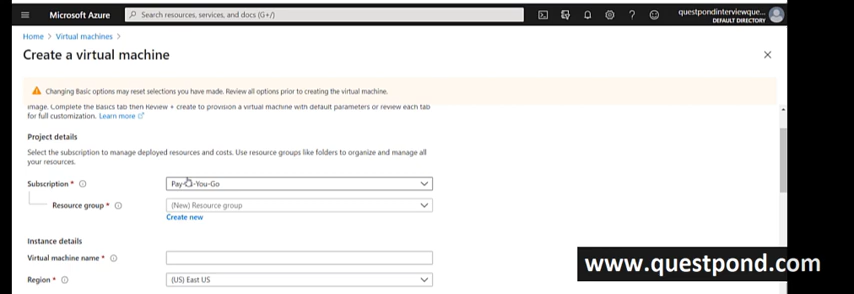 Microsoft Azure
Search resources, services, and docs (G+/)
questpondinterviewque...
DEFAULT DIRECTORY
Home > Virtual machines >
Create a virtual machine
Changing Basic options may reset selections you have made. Review all options prior to creating the virtual machine.
image. Complete the Basics tab then Review + create to provision a virtual machine with default parameters or review each tab
for full customization. Learn more
Project details
Select the subscription to manage deployed resources and costs. Use resource groups like folders to organize and manage all
your resources.
Subscription *
Pay-As-You-Go
Resource group *
(New) Resource group
Create new
Instance details
Virtual machine name *
Region *
(US) East US
www.questpond.com